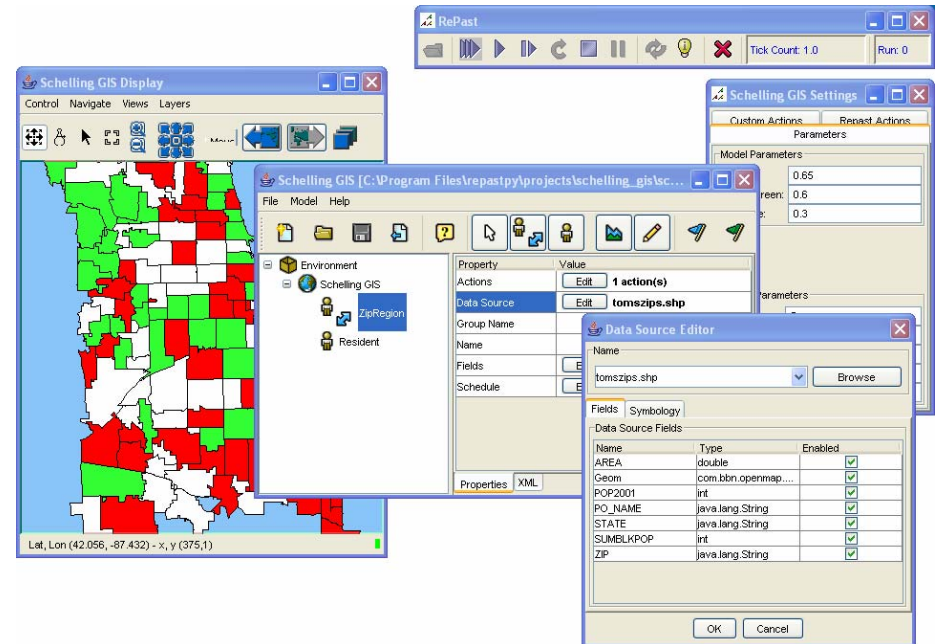 RePast
Tick Count: 1.0
Run: 0
Schelling GIS Display
Control Navigate Views Layers
Lat, Lon (42.056, -87.432) - x, y (375,1)
Schelling GIS Settings
Custom Actions Repast Actions
Parameters
Model Parameters
0.65
reen: 0.6
e: 0.3
Parameters
Schelling GIS [C:\Program Files\repastpy\projects\schelling_gis\sc...
File Model Help
Environment
Schelling GIS
ZipRegion
Resident
Property Value
Actions Edit 1 action(s)
Data Source Edit tomszips.shp
Group Name
Name
Fields E
Schedule E
Properties XML
Data Source Editor
Name
tomszips.shp Browse
Fields Symbology
Data Source Fields
Name Type Enabled
AREA double
Geom com.bbn.openmap....
POP2001 int
PO_NAME java.lang.String
STATE java.lang.String
SUMBLKPOP int
ZIP java.lang.String
OK Cancel